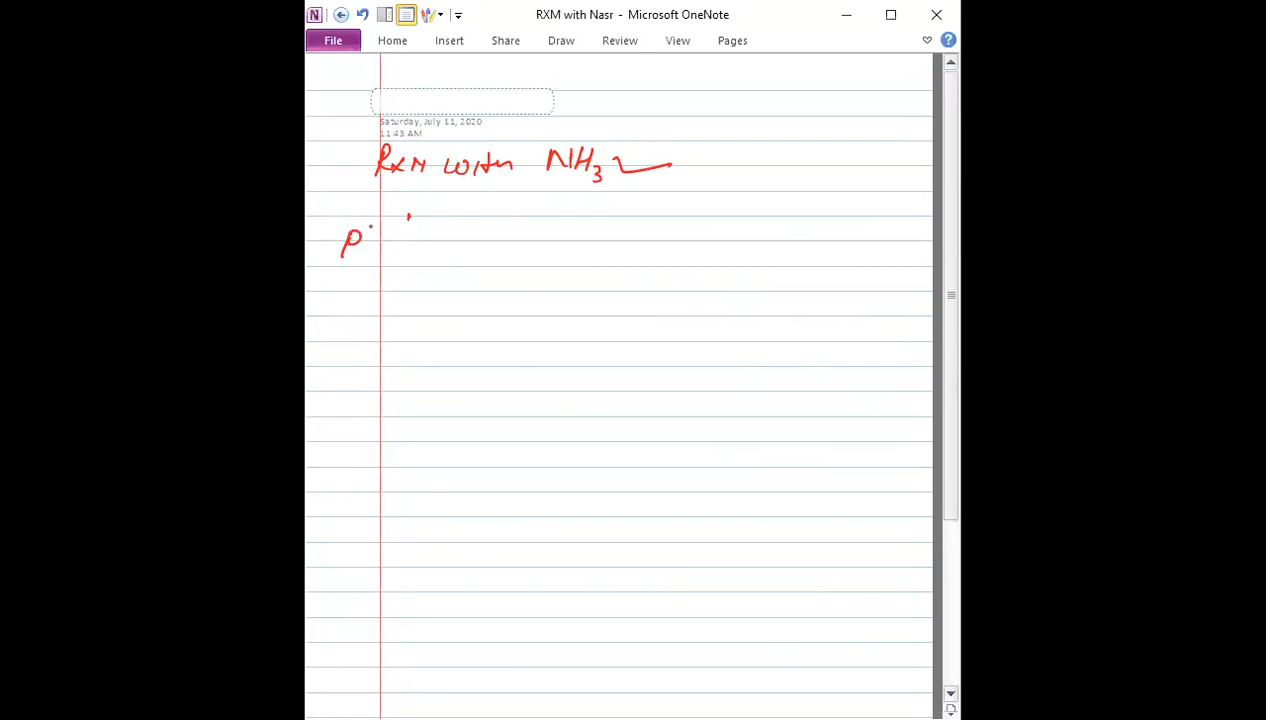 RXM with Nasr - Microsoft OneNote
File Home Insert Share Draw Review View Pages
Saturday, July 11, 2020
11:43 AM
RXN with NH3
P